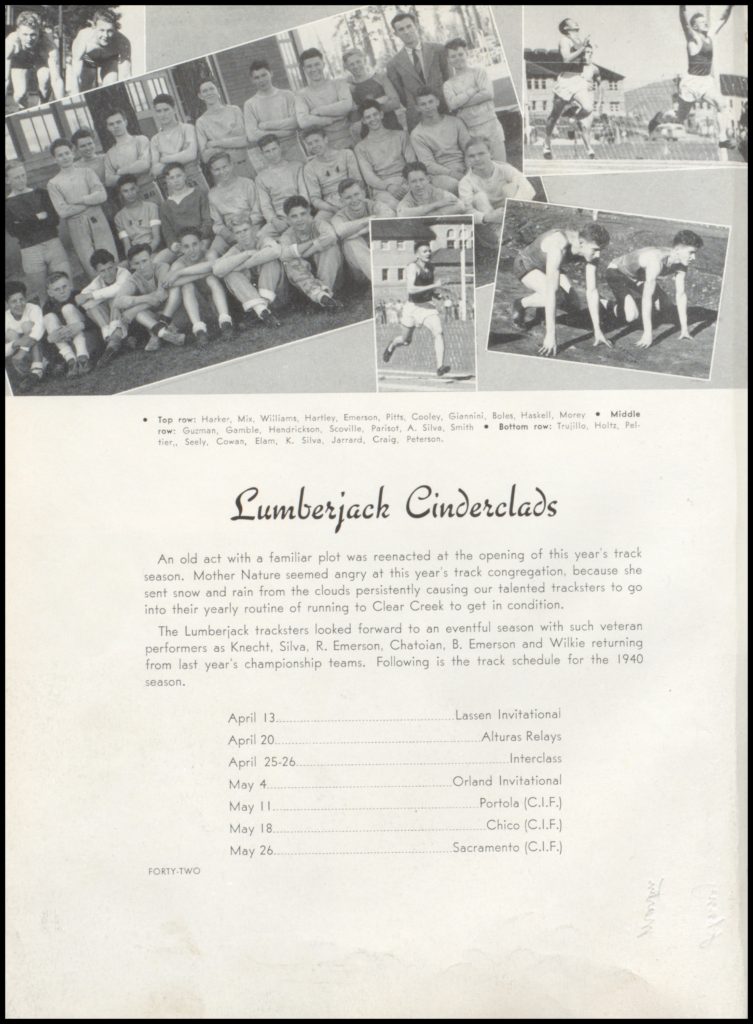 • Top row: Harker, Mix, Williams, Hartley, Emerson, Pitts, Cooley, Giannini, Boles, Haskell, Morey • Middle
row: Guzman, Gamble, Hendrickson, Scoville, Parisot, A. Silva, Smith • Bottom row: Trujillo, Holtz, Pel-
tier,, Seely, Cowan, Elam, K. Silva, Jarrard, Craig, Peterson.
Lumberjack Cinderclads
An old act with a familiar plot was reenacted at the opening of this year's track
season. Mother Nature seemed angry at this year's track congregation, because she
sent snow and rain from the clouds persistently causing our talented tracksters to go
into their yearly routine of running to Clear Creek to get in condition.
The Lumberjack tracksters looked forward to an eventful season with such veteran
performers as Knecht, Silva, R. Emerson, Chatoian, B. Emerson and Wilkie returning
from last year's championship teams. Following is the track schedule for the 1940
season.
April 13 Lassen Invitational
April 20 Alturas Relays
April 25-26 Interclass
May 4 Orland Invitational
May 11 Portola (C.I.F.)
May 18 Chico (C.I.F.)
May 26 Sacramento (C.I.F.)
FORTY-TWO